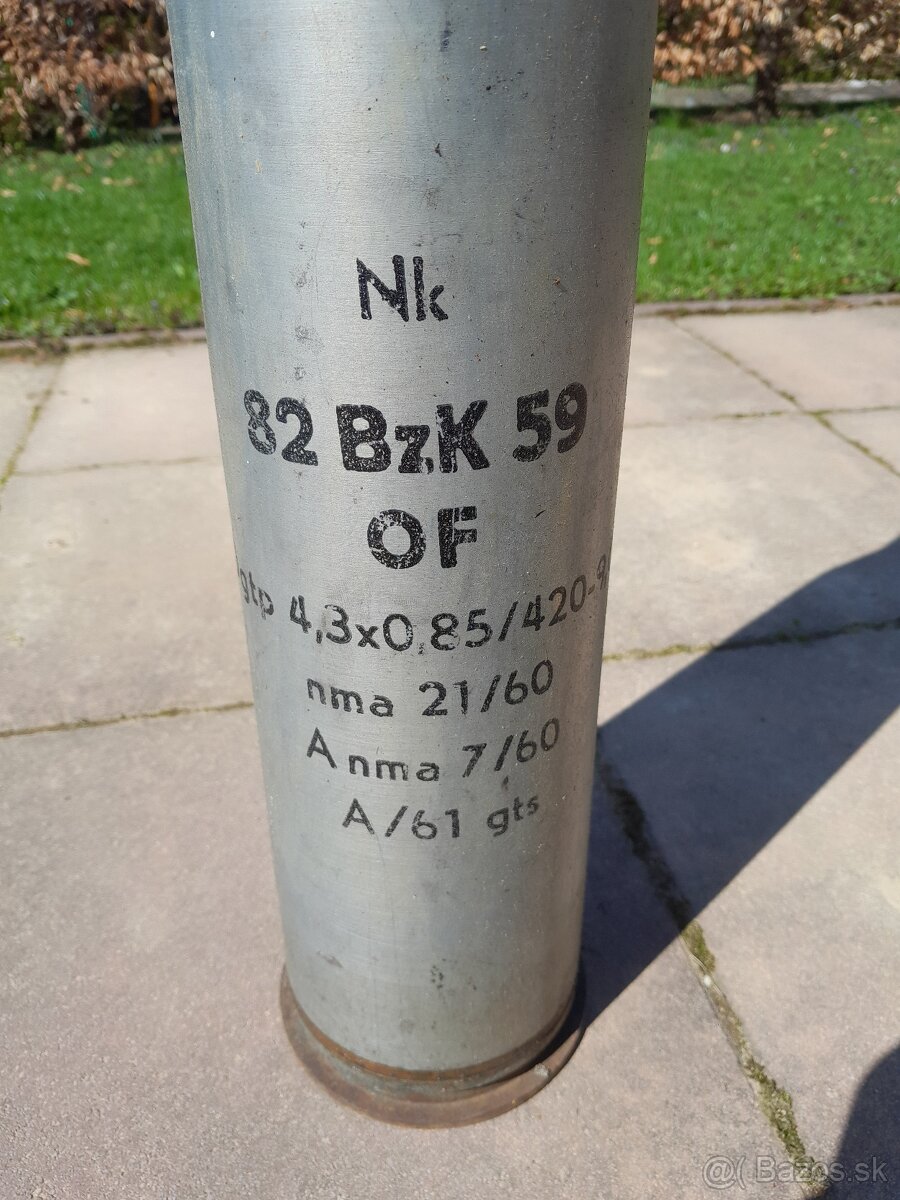 Nk
82 BzK 59
OF
gtp 4,3x0,85/420-9
nma 21/60
A nma 7/60
A/61 gts
@( Bazos.sk